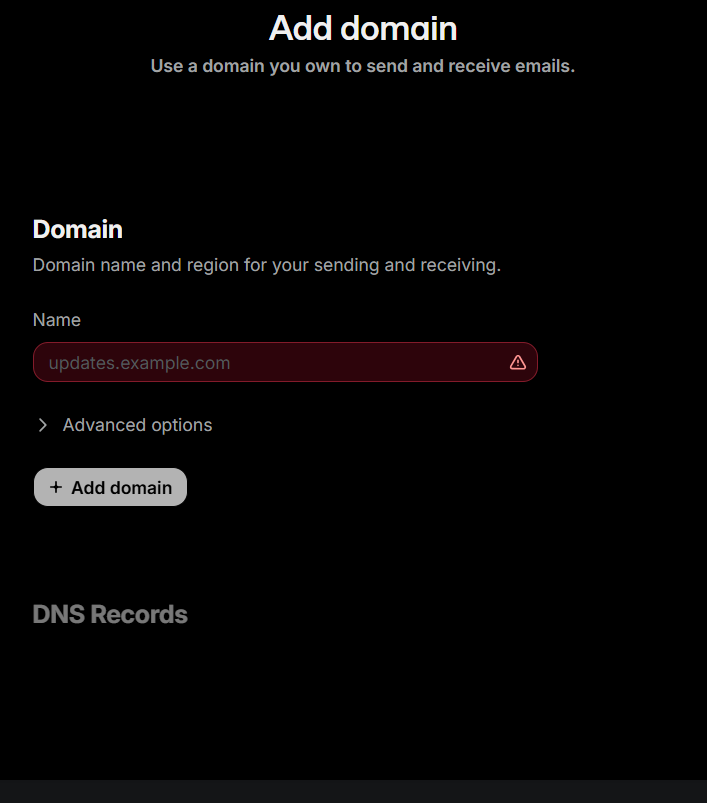 Add domain
Use a domain you own to send and receive emails.
Domain
Domain name and region for your sending and receiving.
Name
updates.example.com
Advanced options
+ Add domain
DNS Records